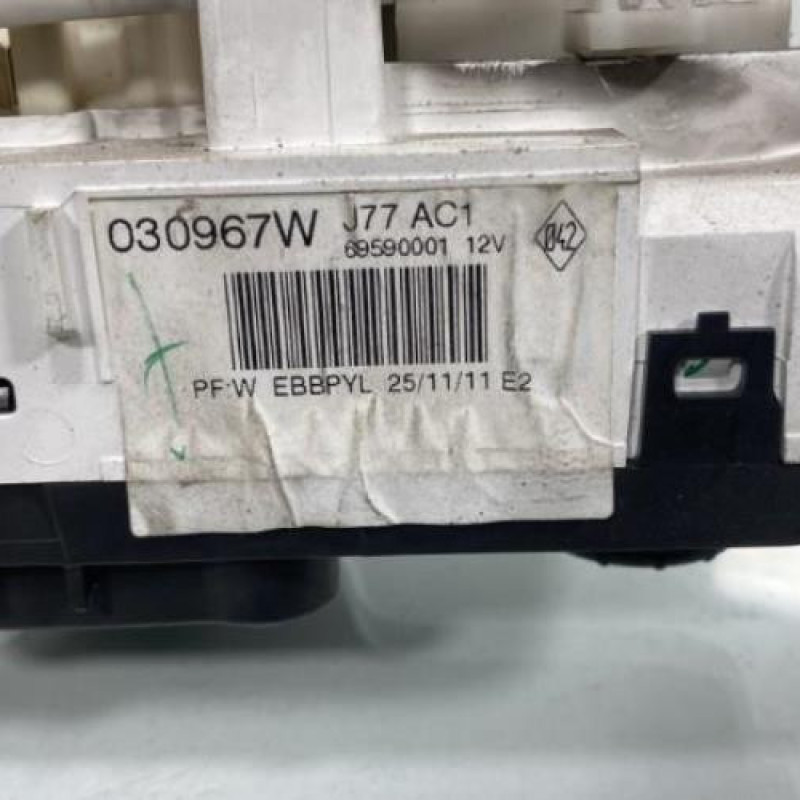 030967W J77 AC1
69590001 12V
042
PF:W EBBPYL 25/11/11 E2